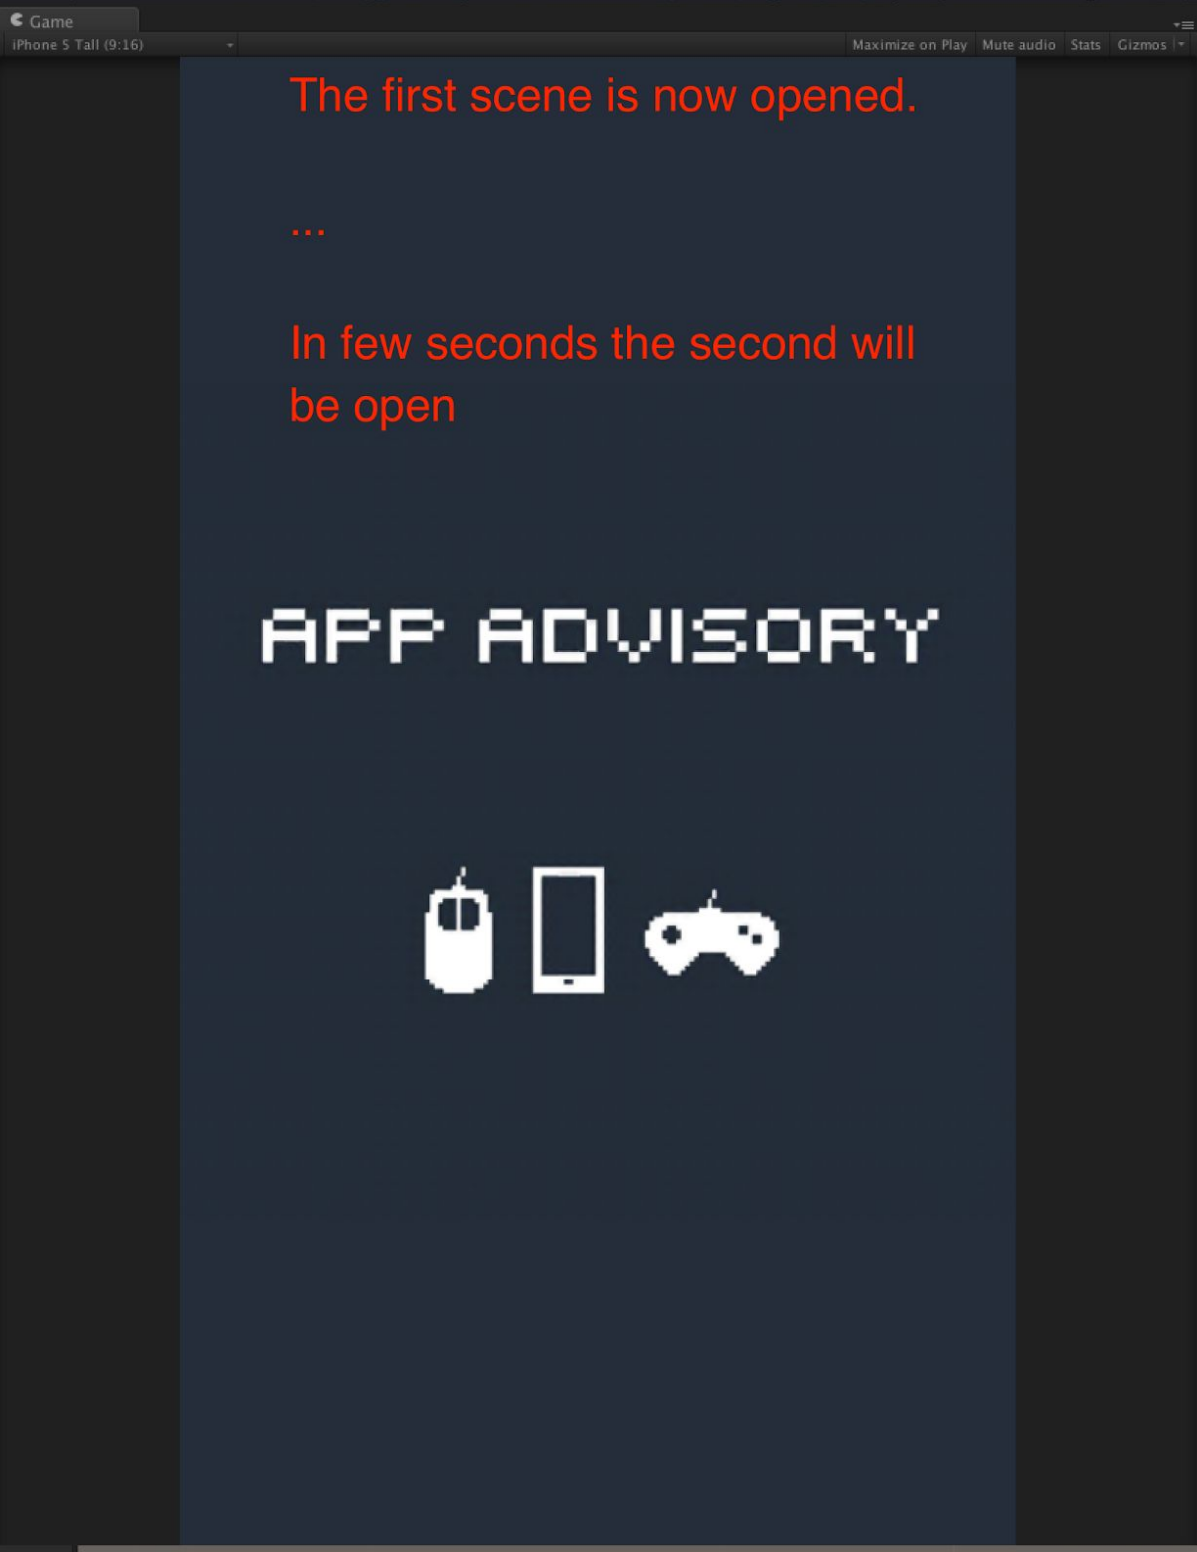 Game
iPhone 5 Tall (9:16)
Maximize on Play Mute audio Stats Gizmos
The first scene is now opened.
...
In few seconds the second will
be open
APP ADVISORY